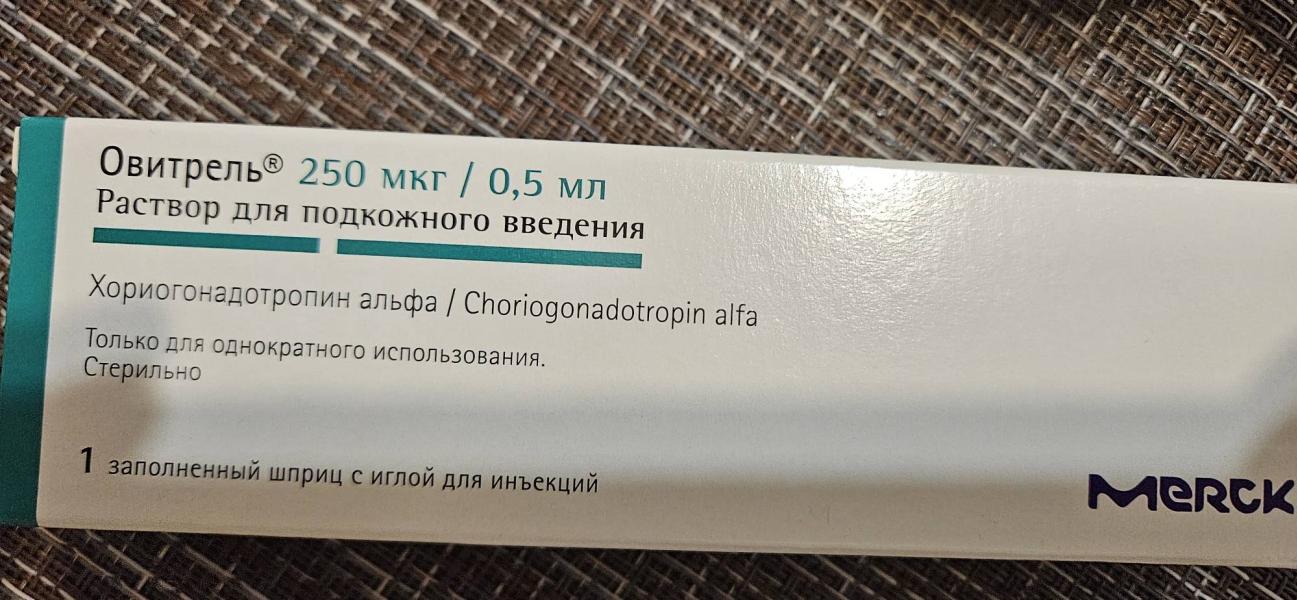 Овитрель® 250 мкг / 0,5 мл
Раствор для подкожного введения
Хориогонадотропин альфа / Choriogonadotropin alfa
Только для однократного использования.
Стерильно
1 заполненный шприц с иглой для инъекций
MERCK